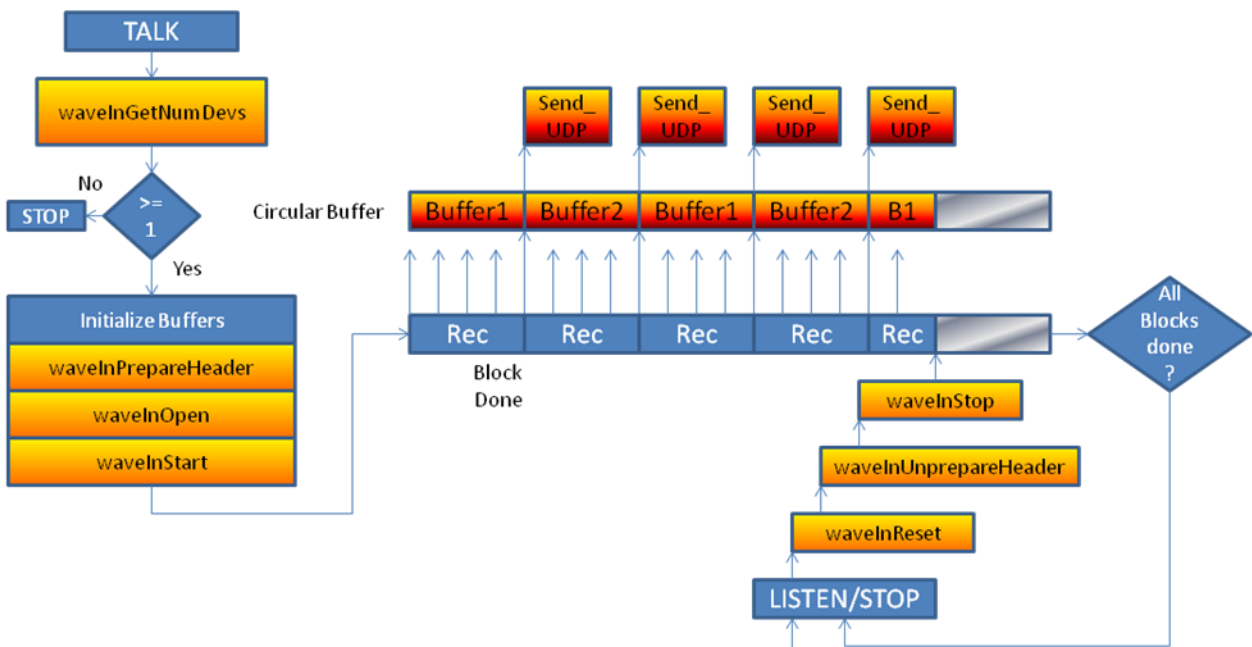 TALK
waveInGetNumDevs
No
>=
1
STOP
Yes
Initialize Buffers
waveInPrepareHeader
waveInOpen
waveInStart
Send_
UDP
Send_
UDP
Send_
UDP
Send_
UDP
Circular Buffer
Buffer1
Buffer2
Buffer1
Buffer2
B1
Rec
Rec
Rec
Rec
Rec
Block
Done
All
Blocks
done
?
waveInStop
waveInUnprepareHeader
waveInReset
LISTEN/STOP